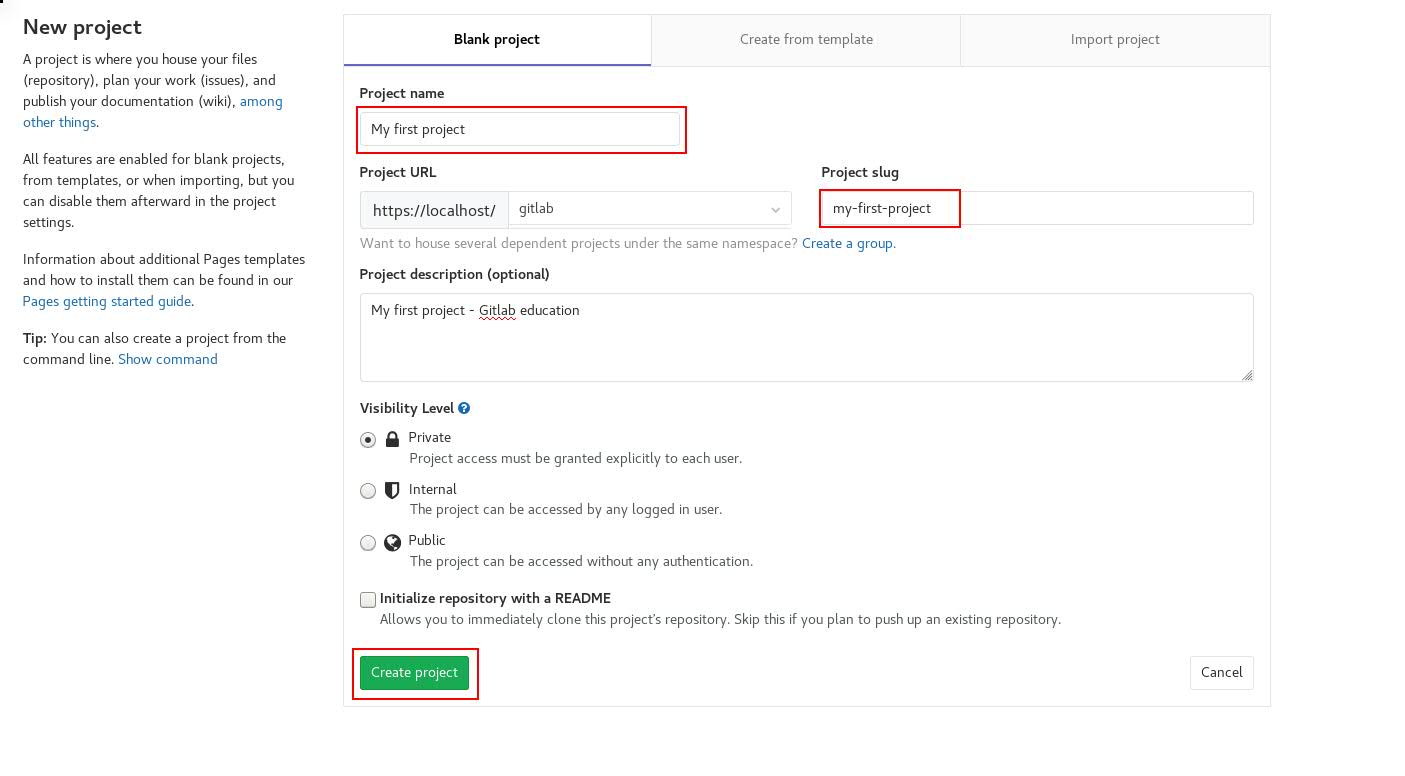 New project
A project is where you house your files
(repository), plan your work (issues), and
publish your documentation (wiki), among
other things.
All features are enabled for blank projects,
from templates, or when importing, but you
can disable them afterward in the project
settings.
Information about additional Pages templates
and how to install them can be found in our
Pages getting started guide.
Tip: You can also create a project from the
command line. Show command
Blank project
Create from template
Import project
Project name
My first project
Project URL
Project slug
https://localhost/
gitlab
my-first-project
Want to house several dependent projects under the same namespace? Create a group.
Project description (optional)
My first project - Gitlab education
Visibility Level
Private
Project access must be granted explicitly to each user.
Internal
The project can be accessed by any logged in user.
Public
The project can be accessed without any authentication.
Initialize repository with a README
Allows you to immediately clone this project's repository. Skip this if you plan to push up an existing repository.
Create project
Cancel